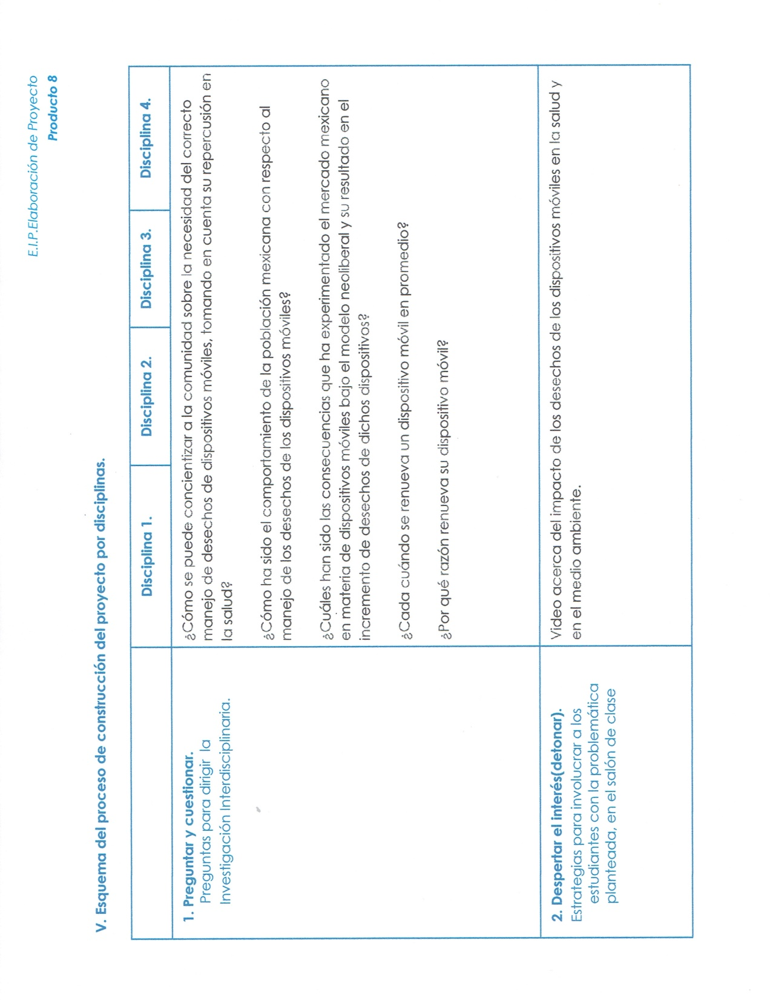 E.I.P.Elaboración de Proyecto
Producto 8
V. Esquema del proceso de construcción del proyecto por disciplinas.
Disciplina 1.
Disciplina 2.
Disciplina 3.
Disciplina 4.
1. Preguntar y cuestionar.
Preguntas para dirigir la
Investigación Interdisciplinaria.
¿Cómo se puede concientizar a la comunidad sobre la necesidad del correcto
manejo de desechos de dispositivos móviles, tomando en cuenta su repercusión en
la salud?
¿Cómo ha sido el comportamiento de la población mexicana con respecto al
manejo de los desechos de los dispositivos móviles?
¿Cuáles han sido las consecuencias que ha experimentado el mercado mexicano
en materia de dispositivos móviles bajo el modelo neoliberal y su resultado en el
incremento de desechos de dichos dispositivos?
¿Cada cuándo se renueva un dispositivo móvil en promedio?
¿Por qué razón renueva su dispositivo móvil?
2. Despertar el interés(detonar).
Estrategias para involucrar a los
estudiantes con la problemática
planteada, en el salón de clase
Video acerca del impacto de los desechos de los dispositivos móviles en la salud y
en el medio ambiente.